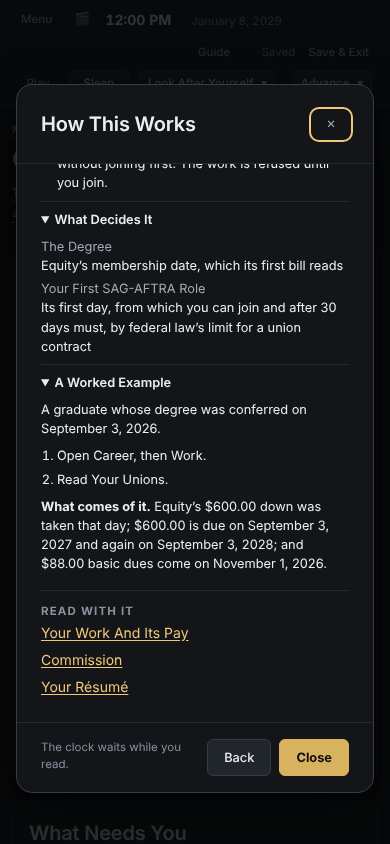 Menu
12:00 PM
January 8, 2029
Guide
Saved
Save & Exit
Play
Sleep
Look After Yourself
Advance
How This Works
×
without joining first. The work is refused until
you join.
▼ What Decides It
The Degree
Equity’s membership date, which its first bill reads
Your First SAG-AFTRA Role
Its first day, from which you can join and after 30
days must, by federal law’s limit for a union
contract
▼ A Worked Example
A graduate whose degree was conferred on
September 3, 2026.
1. Open Career, then Work.
2. Read Your Unions.
What comes of it. Equity’s $600.00 down was
taken that day; $600.00 is due on September 3,
2027 and again on September 3, 2028; and
$88.00 basic dues come on November 1, 2026.
READ WITH IT
Your Work And Its Pay
Commission
Your Résumé
The clock waits while you
read.
Back
Close
What Needs You